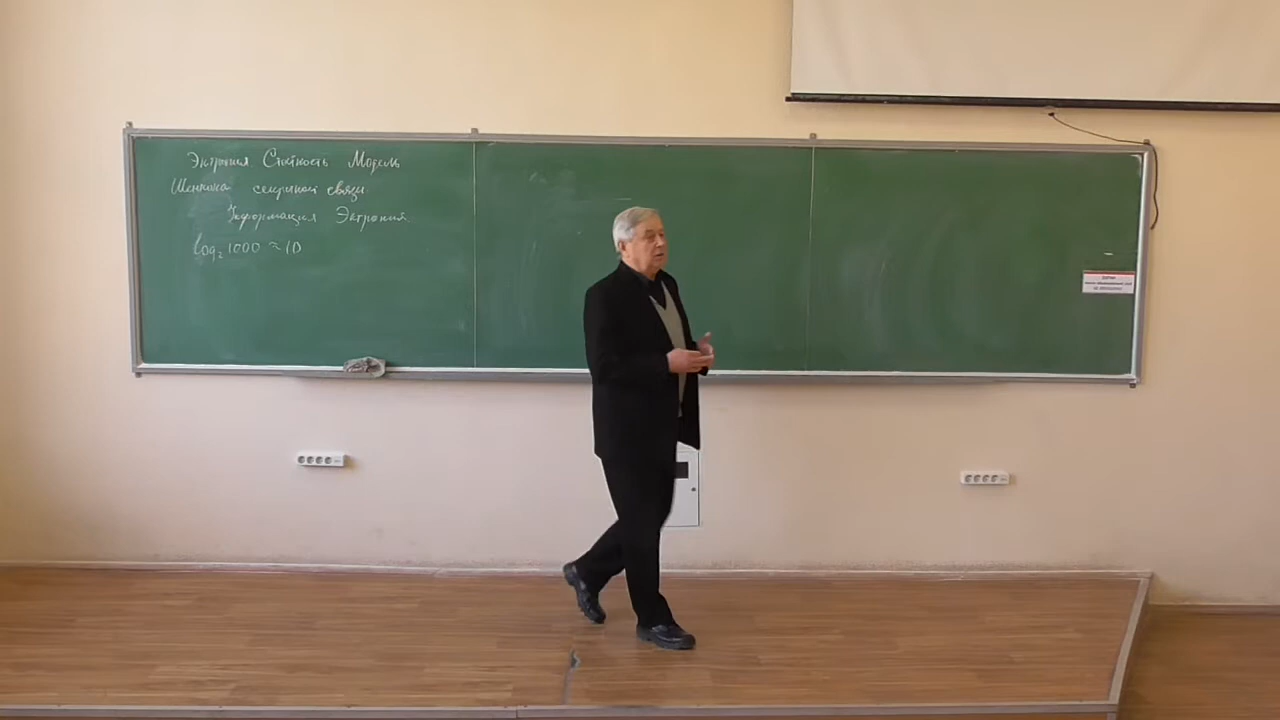 Энтропия Стойкость Модель
Шеннона секретной связи
Информация Энтропия
log₂ 1000 ≈ 10